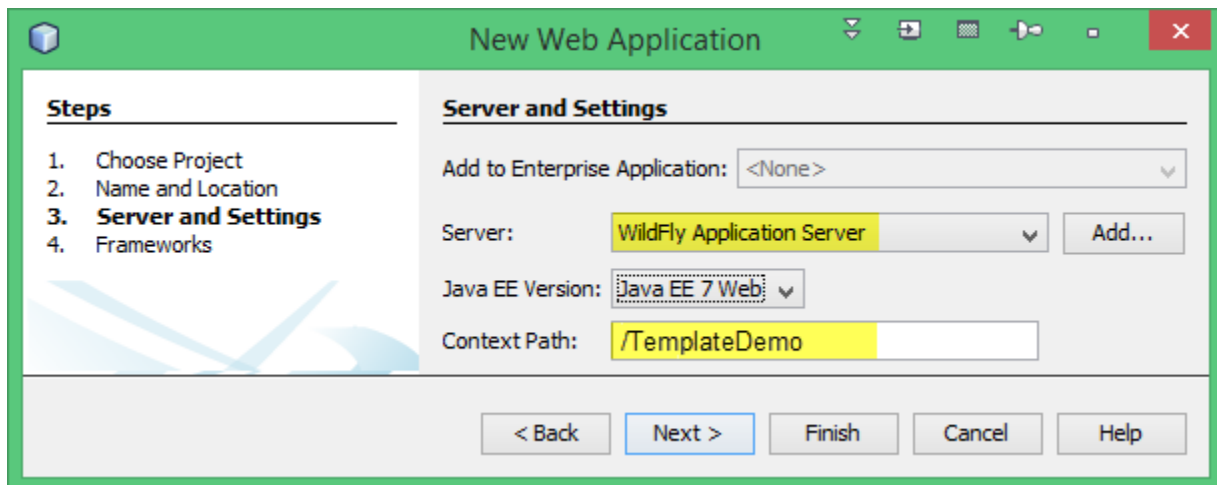 New Web Application
Steps
1. Choose Project
2. Name and Location
3. Server and Settings
4. Frameworks
Server and Settings
Add to Enterprise Application: <None>
Server: WildFly Application Server Add...
Java EE Version: Java EE 7 Web
Context Path: /TemplateDemo
< Back Next > Finish Cancel Help